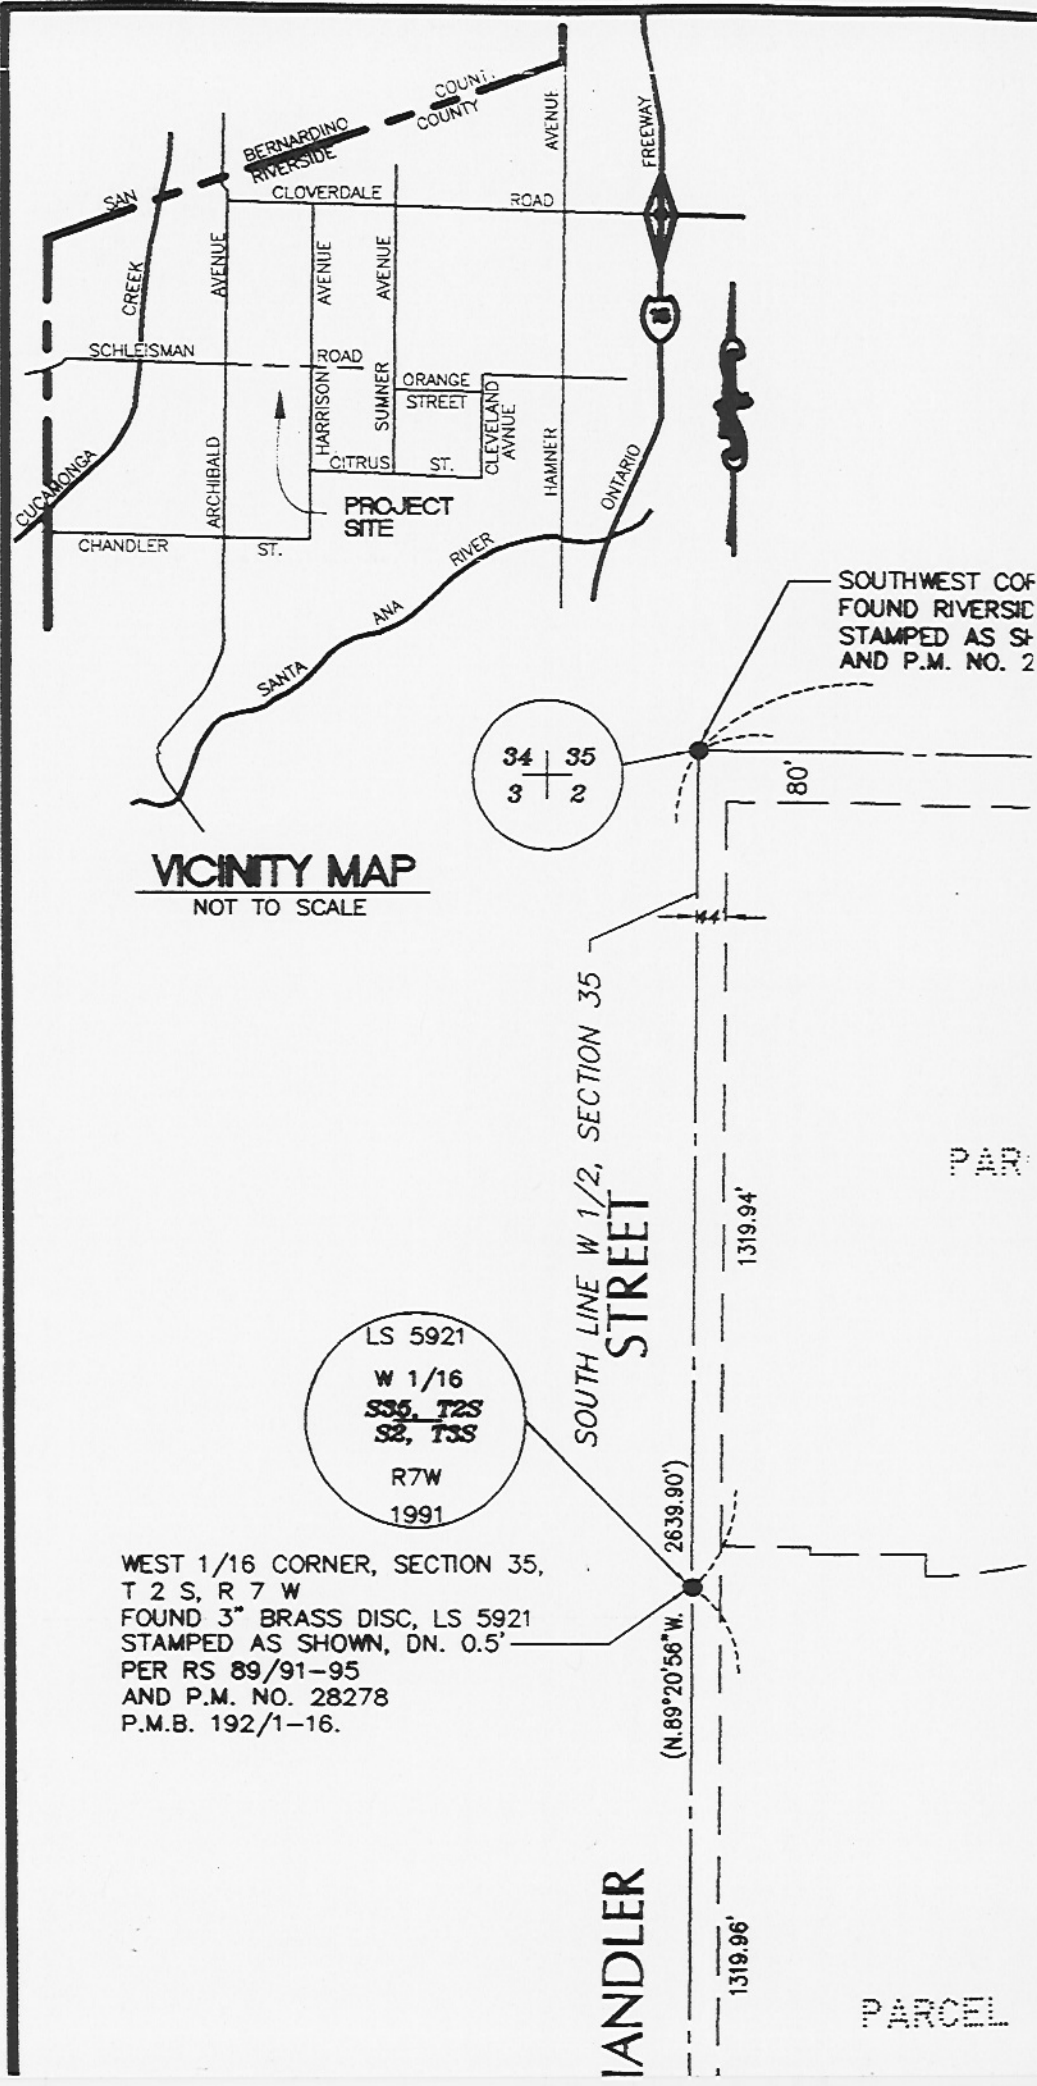 SAN
BERNARDINO
COUNTY
RIVERSIDE
CLOVERDALE ROAD
CREEK
AVENUE
AVENUE
AVENUE
AVENUE
FREEWAY
SCHLEISMAN ROAD
HARRISON
SUMNER
ORANGE
STREET
CLEVELAND
AVNUE
CUCAMONGA
ARCHIBALD
CITRUS ST.
HAMNER
ONTARIO
PROJECT
SITE
CHANDLER ST.
SANTA ANA RIVER
VICINITY MAP
NOT TO SCALE
SOUTHWEST COR
FOUND RIVERSID
STAMPED AS SH
AND P.M. NO. 2
34 35
3 2
80'
44'
SOUTH LINE W 1/2, SECTION 35
STREET
1319.94'
PAR
LS 5921
W 1/16
S35, T2S
S2, T3S
R7W
1991
WEST 1/16 CORNER, SECTION 35,
T 2 S, R 7 W
FOUND 3" BRASS DISC, LS 5921
STAMPED AS SHOWN, DN. 0.5'
PER RS 89/91-95
AND P.M. NO. 28278
P.M.B. 192/1-16.
(N.89°20'56"W. 2639.90')
HANDLER
1319.96'
PARCEL